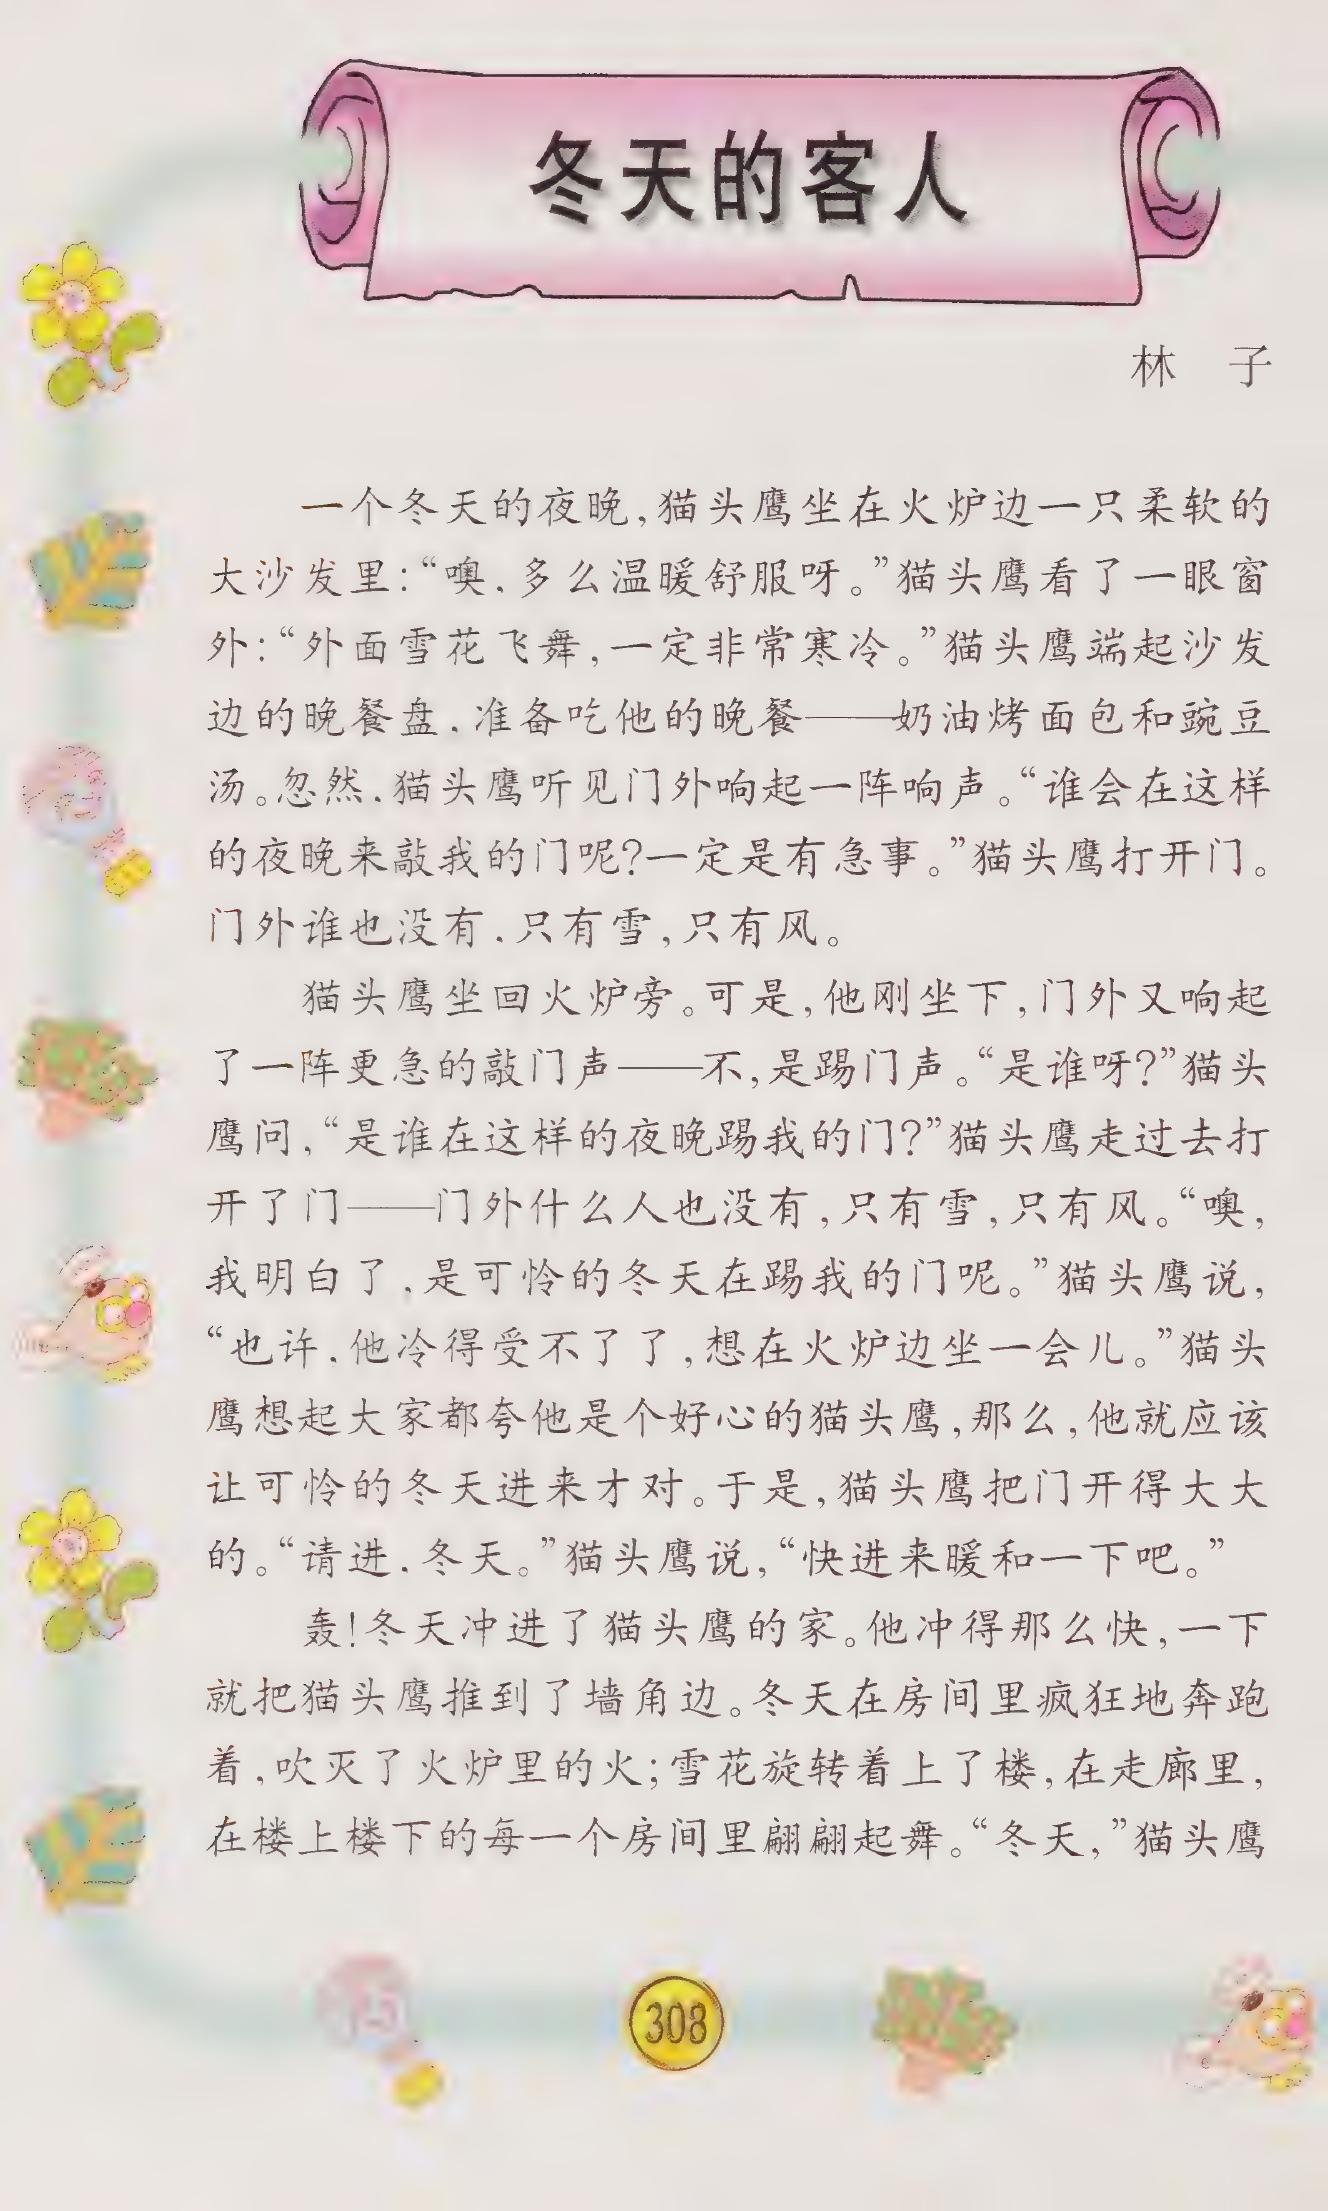 冬天的客人
林　子
一个冬天的夜晚,猫头鹰坐在火炉边一只柔软的
大沙发里:“噢,多么温暖舒服呀。”猫头鹰看了一眼窗
外:“外面雪花飞舞,一定非常寒冷。”猫头鹰端起沙发
边的晚餐盘,准备吃他的晚餐——奶油烤面包和豌豆
汤。忽然,猫头鹰听见门外响起一阵响声。“谁会在这样
的夜晚来敲我的门呢?一定是有急事。”猫头鹰打开门。
门外谁也没有,只有雪,只有风。
猫头鹰坐回火炉旁。可是,他刚坐下,门外又响起
了一阵更急的敲门声——不,是踢门声。“是谁呀?”猫头
鹰问,“是谁在这样的夜晚踢我的门?”猫头鹰走过去打
开了门——门外什么人也没有,只有雪,只有风。“噢,
我明白了,是可怜的冬天在踢我的门呢。”猫头鹰说,
“也许,他冷得受不了了,想在火炉边坐一会儿。”猫头
鹰想起大家都夸他是个好心的猫头鹰,那么,他就应该
让可怜的冬天进来才对。于是,猫头鹰把门开得大大
的。“请进,冬天。”猫头鹰说,“快进来暖和一下吧。”
轰!冬天冲进了猫头鹰的家。他冲得那么快,一下
就把猫头鹰推到了墙角边。冬天在房间里疯狂地奔跑
着,吹灭了火炉里的火;雪花旋转着上了楼,在走廊里,
在楼上楼下的每一个房间里翩翩起舞。“冬天,”猫头鹰
308